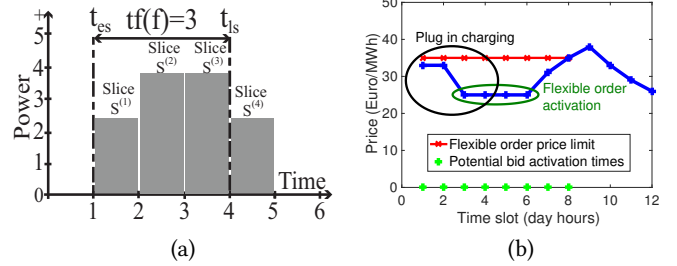 t_es tf(f)=3 t_ls
+
5
4
3
2
1
0
Power
Slice
S^(1)
Slice
S^(2)
Slice
S^(3)
Slice
S^(4)
Time
1 2 3 4 5 6
(a)
50
40
30
20
10
0
Price (Euro/MWh)
Plug in charging
Flexible order
activation
Flexible order price limit
Potential bid activation times
0 2 4 6 8 10 12
Time slot (day hours)
(b)